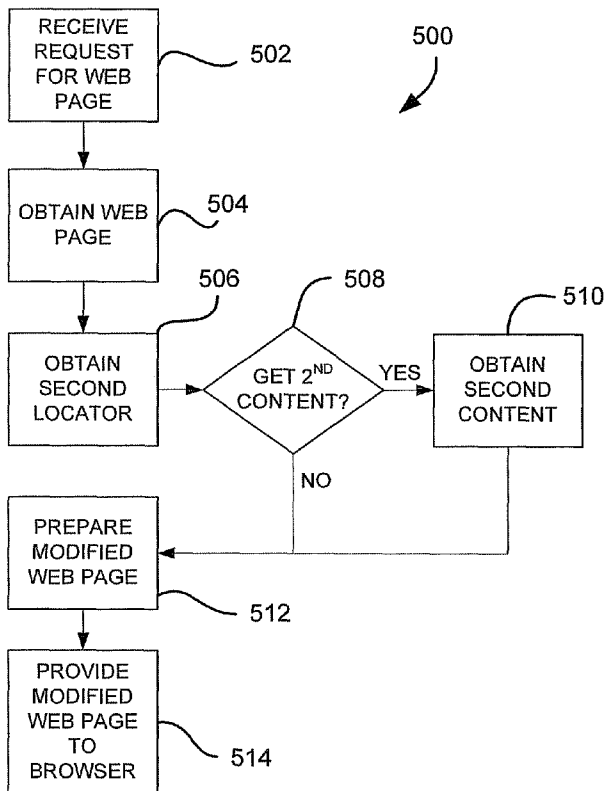 RECEIVE
REQUEST
FOR WEB
PAGE
502
500
OBTAIN WEB
PAGE
504
506
OBTAIN
SECOND
LOCATOR
508
GET 2ND
CONTENT?
YES
NO
510
OBTAIN
SECOND
CONTENT
PREPARE
MODIFIED
WEB PAGE
512
PROVIDE
MODIFIED
WEB PAGE
TO
BROWSER
514